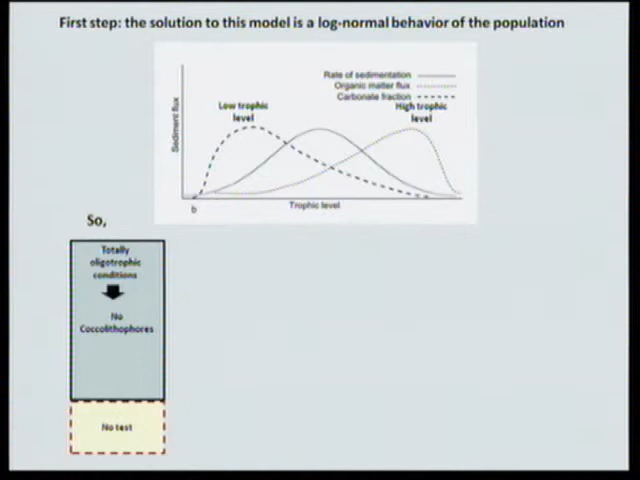 First step: the solution to this model is a log-normal behavior of the population
Rate of sedimentation
Organic matter flux
Carbonate fraction
Low trophic
level
High trophic
level
Sediment flux
b
Trophic level
So,
Totally
oligotrophic
conditions
No
Coccolithophores
No test